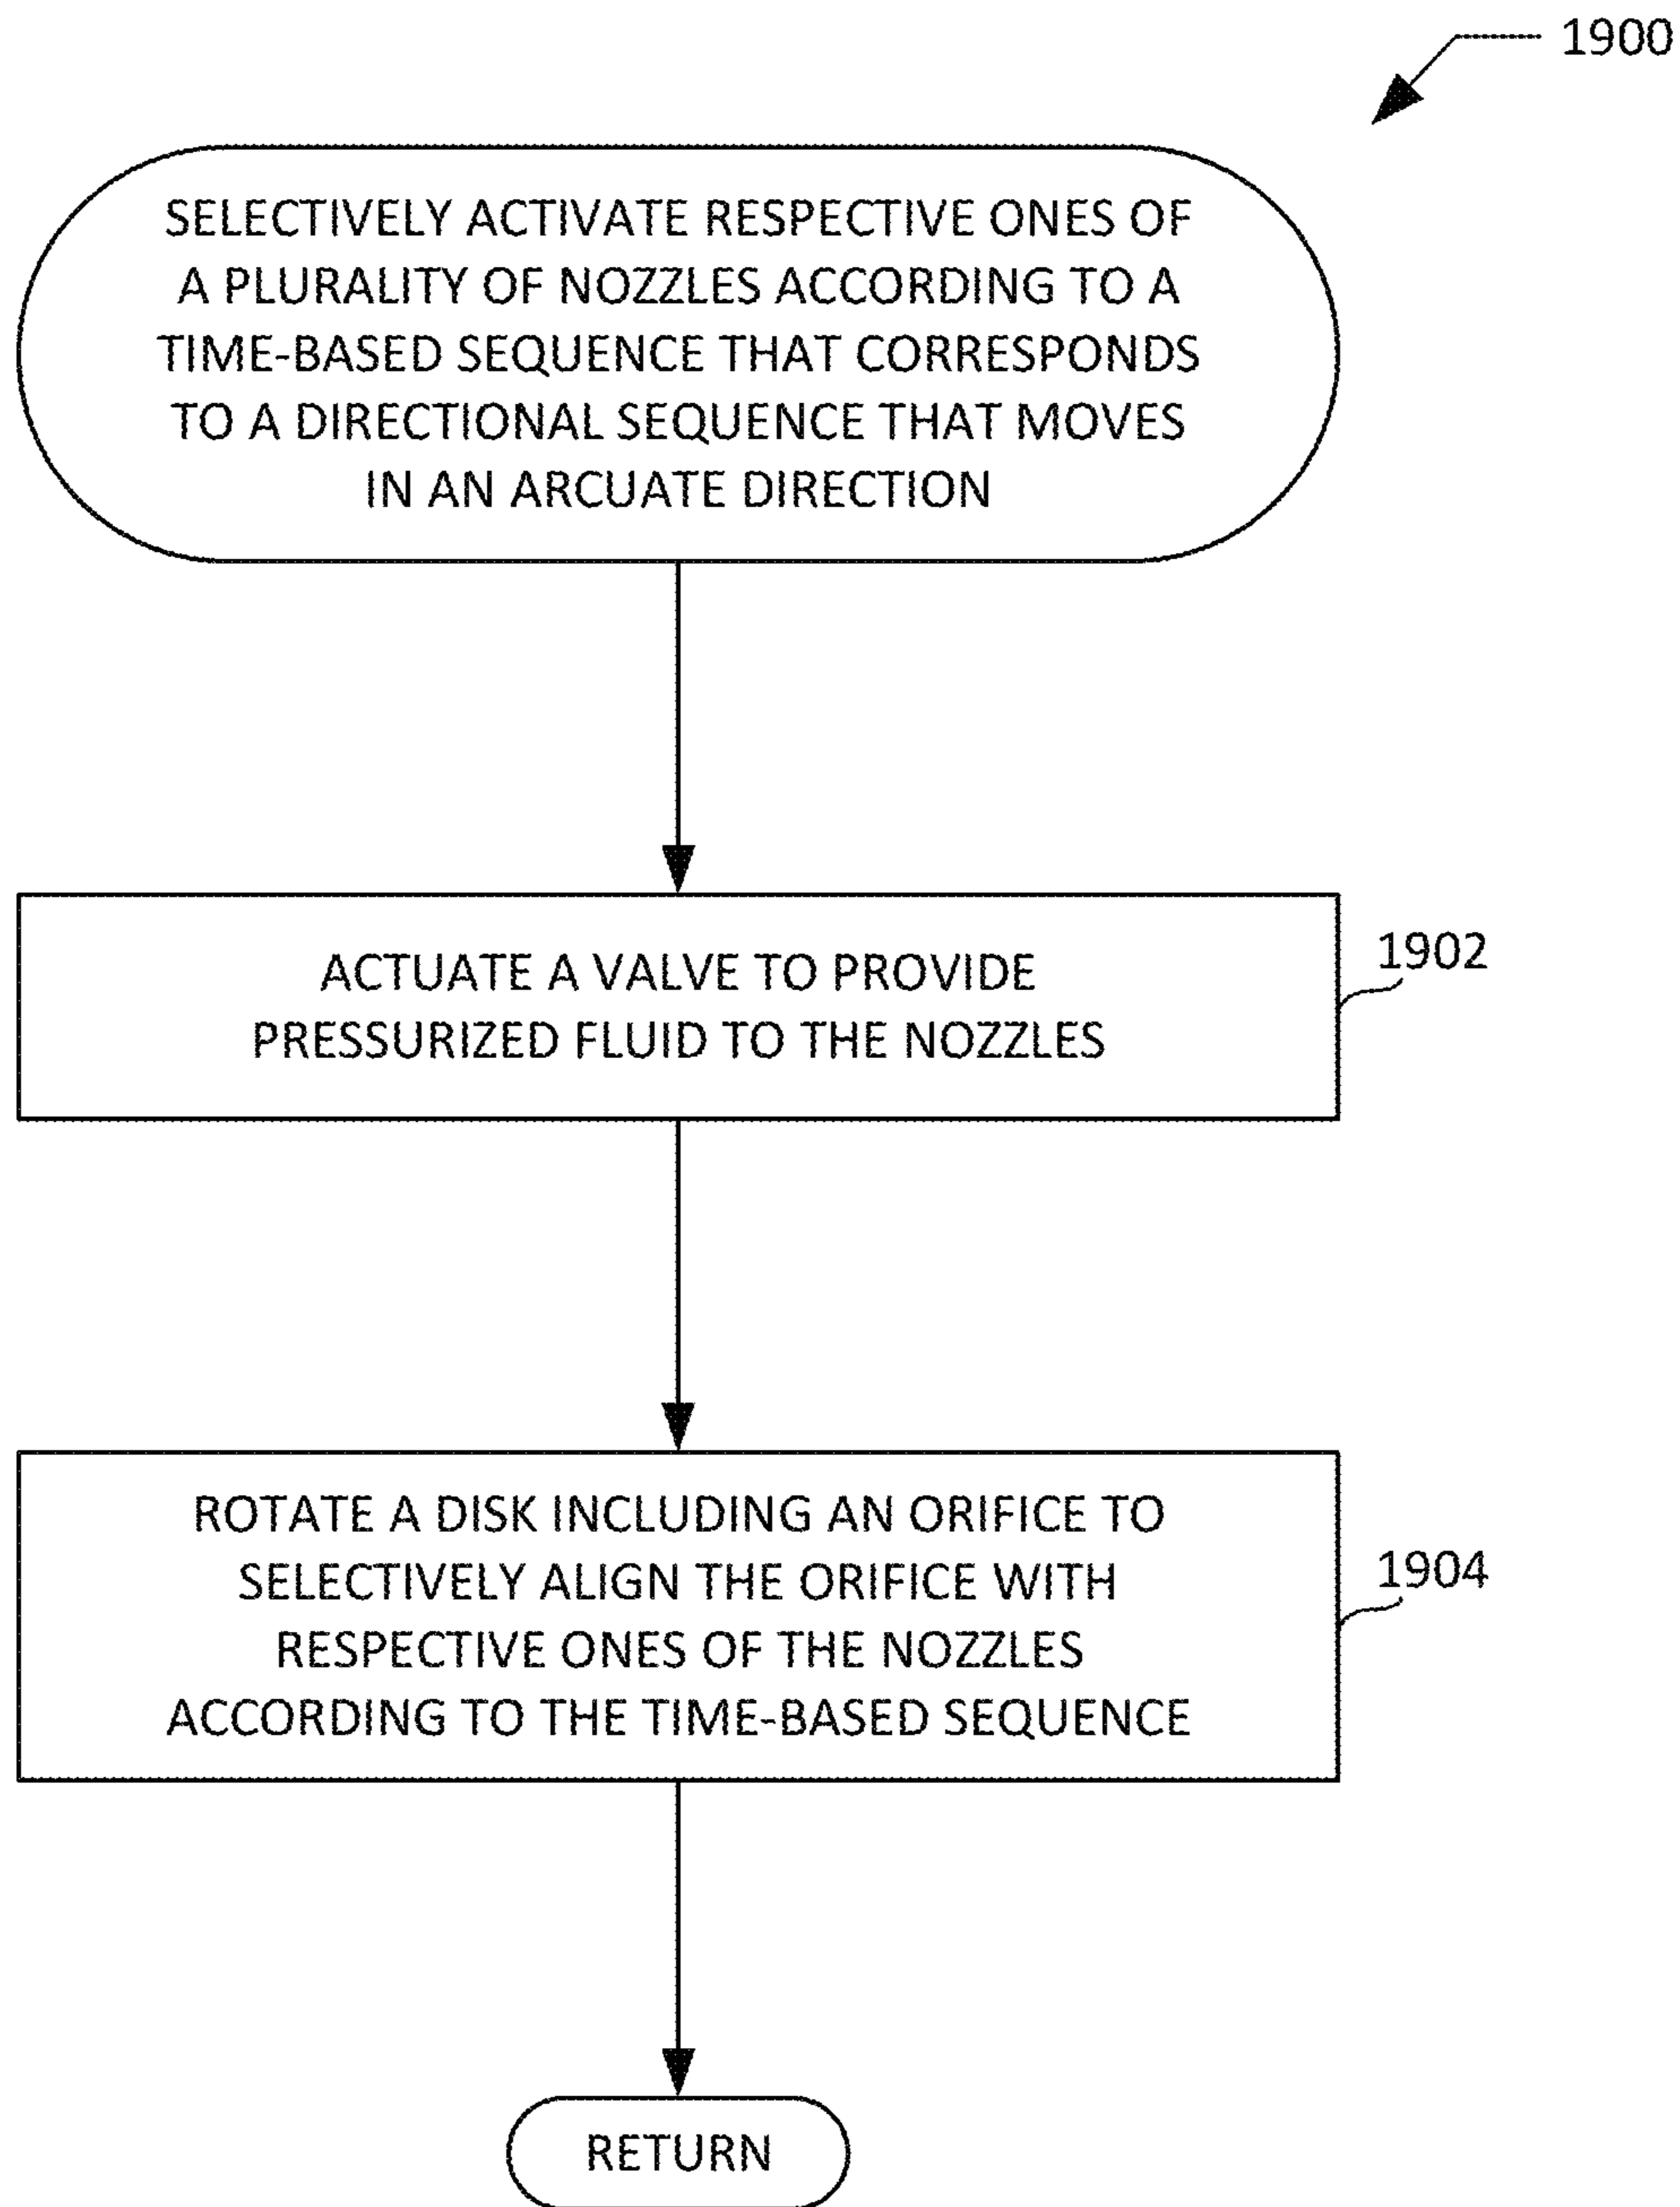 1900
SELECTIVELY ACTIVATE RESPECTIVE ONES OF
A PLURALITY OF NOZZLES ACCORDING TO A
TIME-BASED SEQUENCE THAT CORRESPONDS
TO A DIRECTIONAL SEQUENCE THAT MOVES
IN AN ARCUATE DIRECTION
ACTUATE A VALVE TO PROVIDE
PRESSURIZED FLUID TO THE NOZZLES
1902
ROTATE A DISK INCLUDING AN ORIFICE TO
SELECTIVELY ALIGN THE ORIFICE WITH
RESPECTIVE ONES OF THE NOZZLES
ACCORDING TO THE TIME-BASED SEQUENCE
1904
RETURN